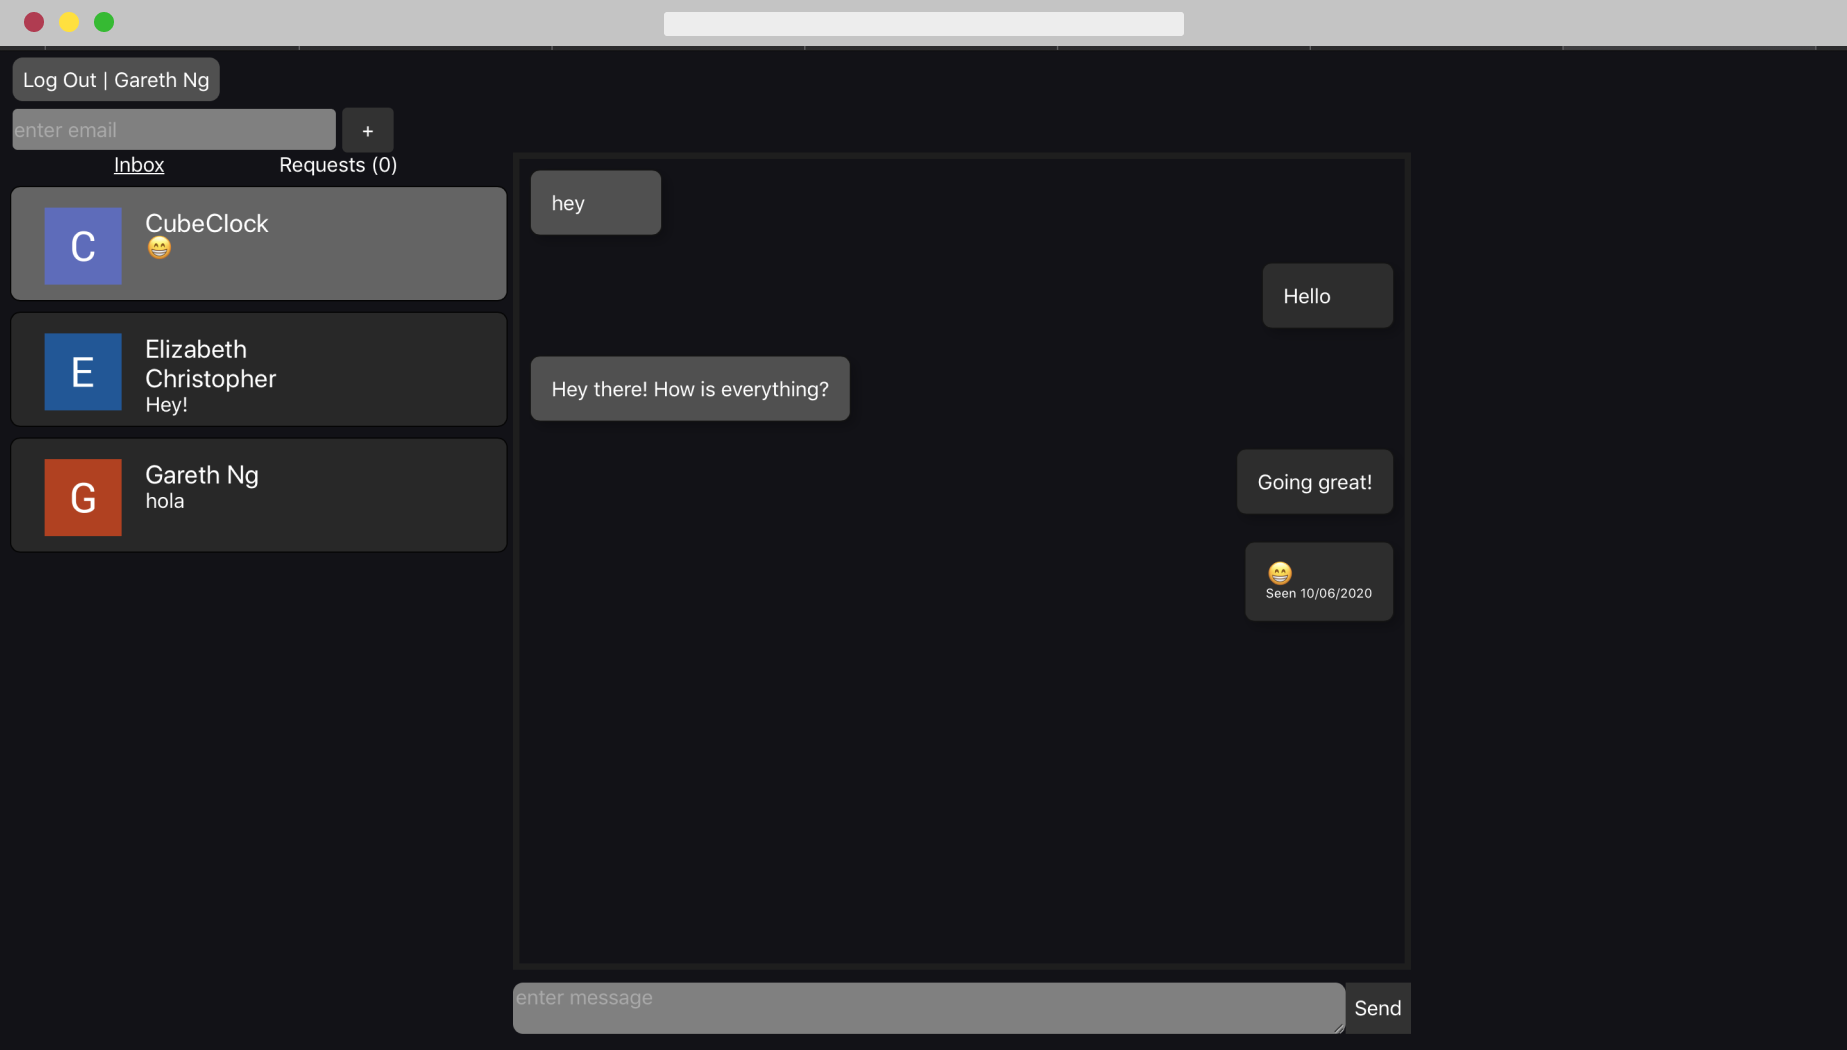 Log Out | Gareth Ng
enter email
+
Inbox
Requests (0)
C
CubeClock
😁
E
Elizabeth
Christopher
Hey!
G
Gareth Ng
hola
hey
Hello
Hey there! How is everything?
Going great!
😁
Seen 10/06/2020
enter message
Send